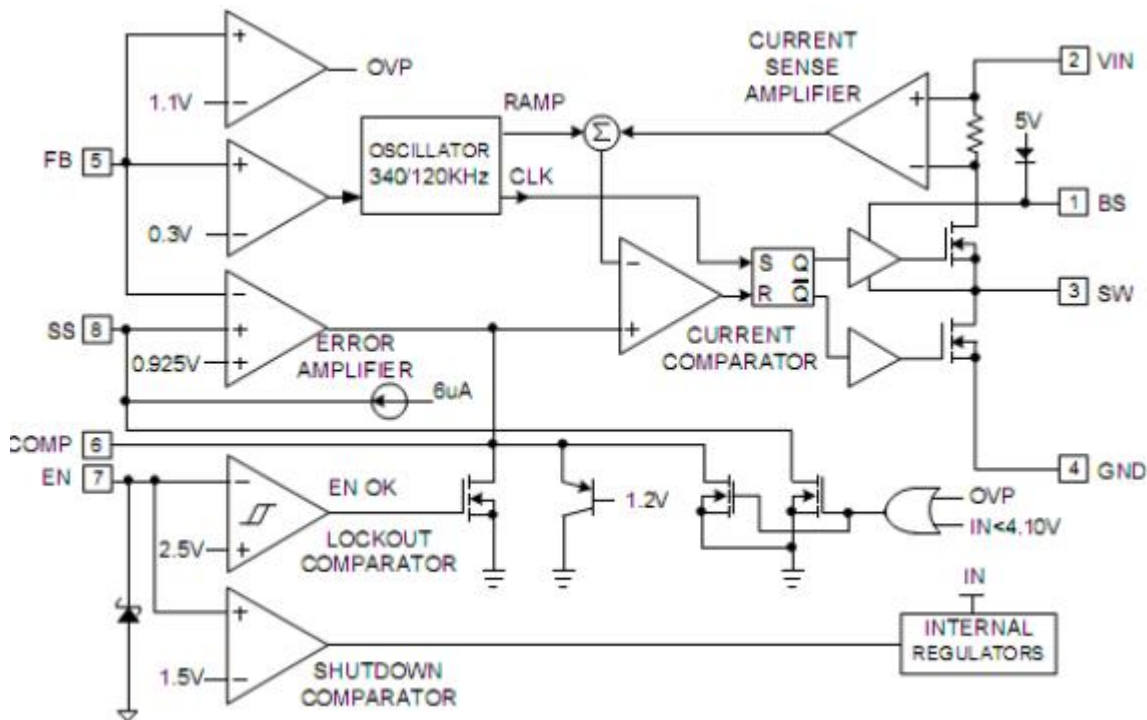 OVP
1.1V
FB 5
0.3V
OSCILLATOR
340/120KHz
RAMP
CLK
Σ
CURRENT
SENSE
AMPLIFIER
2 VIN
5V
1 BS
3 SW
4 GND
S Q
R Q
CURRENT
COMPARATOR
SS 8
0.925V
ERROR
AMPLIFIER
6uA
COMP 6
EN 7
EN OK
2.5V
LOCKOUT
COMPARATOR
1.2V
OVP
IN<4.10V
IN
INTERNAL
REGULATORS
1.5V
SHUTDOWN
COMPARATOR